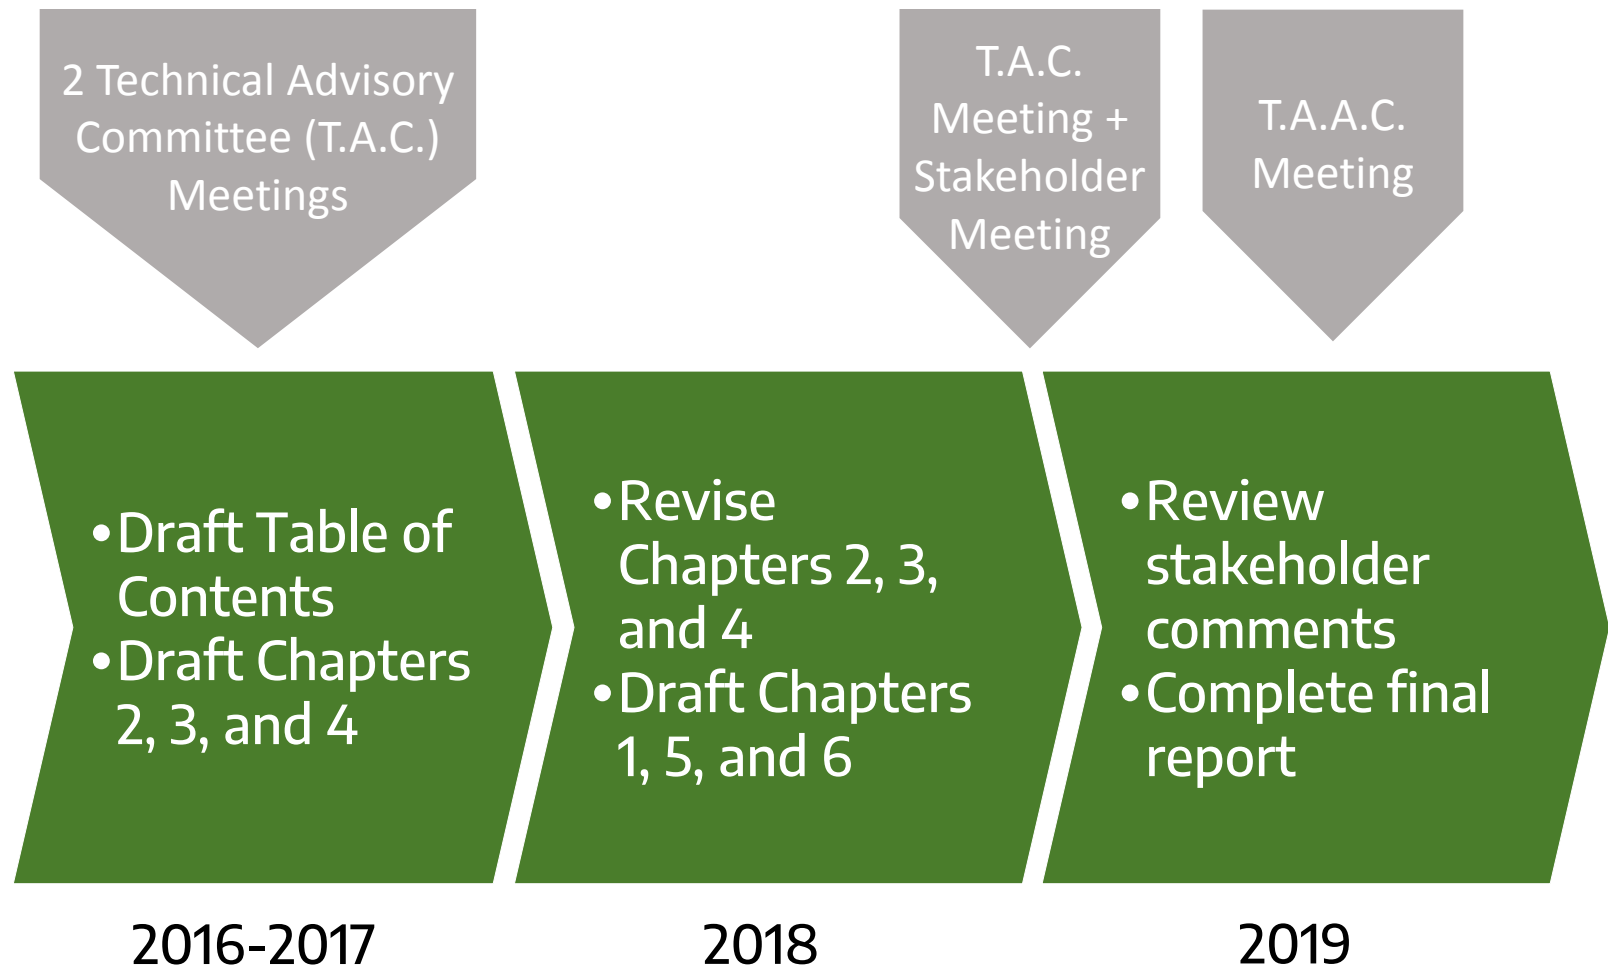 2 Technical Advisory
Committee (T.A.C.)
Meetings
T.A.C.
Meeting +
Stakeholder
Meeting
T.A.A.C.
Meeting
•Draft Table of
Contents
•Draft Chapters
2, 3, and 4
•Revise
Chapters 2, 3,
and 4
•Draft Chapters
1, 5, and 6
•Review
stakeholder
comments
•Complete final
report
2016-2017
2018
2019